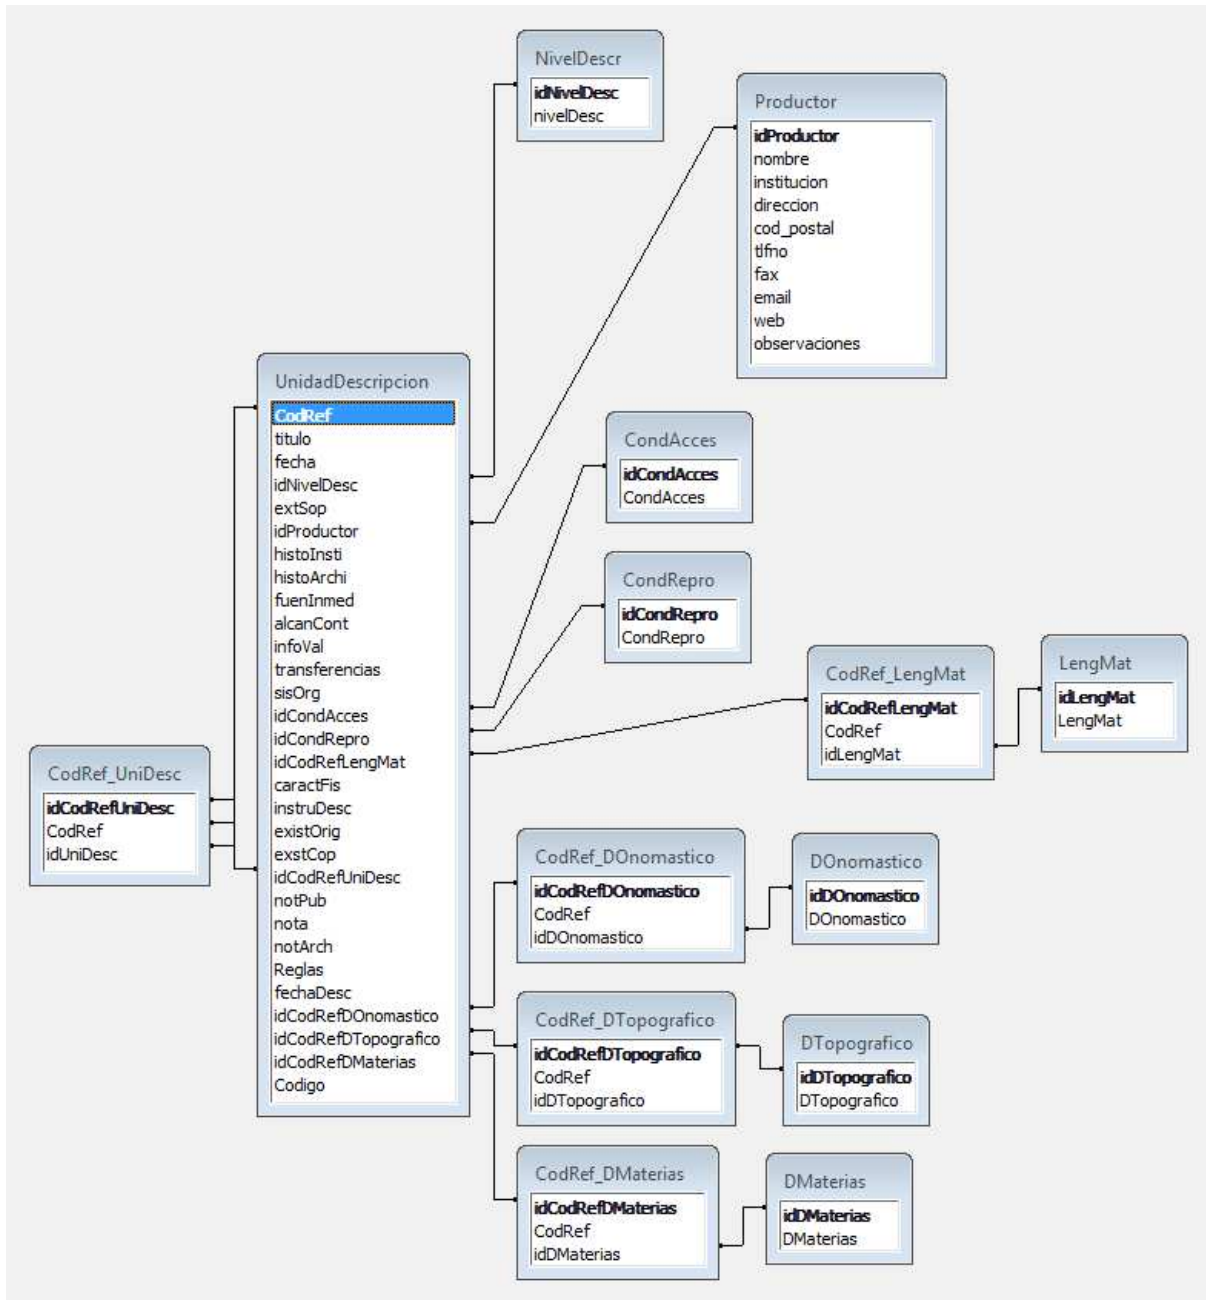 NivelDescr
idNivelDesc
nivelDesc
Productor
idProductor
nombre
institucion
direccion
cod_postal
tlfno
fax
email
web
observaciones
UnidadDescripcion
CodRef
titulo
fecha
idNivelDesc
extSop
idProductor
histoInsti
histoArchi
fuenInmed
alcanCont
infoVal
transferencias
sisOrg
idCondAcces
idCondRepro
idCodRefLengMat
caractFis
instruDesc
existOrig
exstCop
idCodRefUniDesc
notPub
nota
notArch
Reglas
fechaDesc
idCodRefDOnomastico
idCodRefDTopografico
idCodRefDMaterias
Codigo
CondAcces
idCondAcces
CondAcces
CondRepro
idCondRepro
CondRepro
CodRef_LengMat
idCodRefLengMat
CodRef
idLengMat
LengMat
idLengMat
LengMat
CodRef_UniDesc
idCodRefUniDesc
CodRef
idUniDesc
CodRef_DOnomastico
idCodRefDOnomastico
CodRef
idDOnomastico
DOnomastico
idDOnomastico
DOnomastico
CodRef_DTopografico
idCodRefDTopografico
CodRef
idDTopografico
DTopografico
idDTopografico
DTopografico
CodRef_DMaterias
idCodRefDMaterias
CodRef
idDMaterias
DMaterias
idDMaterias
DMaterias